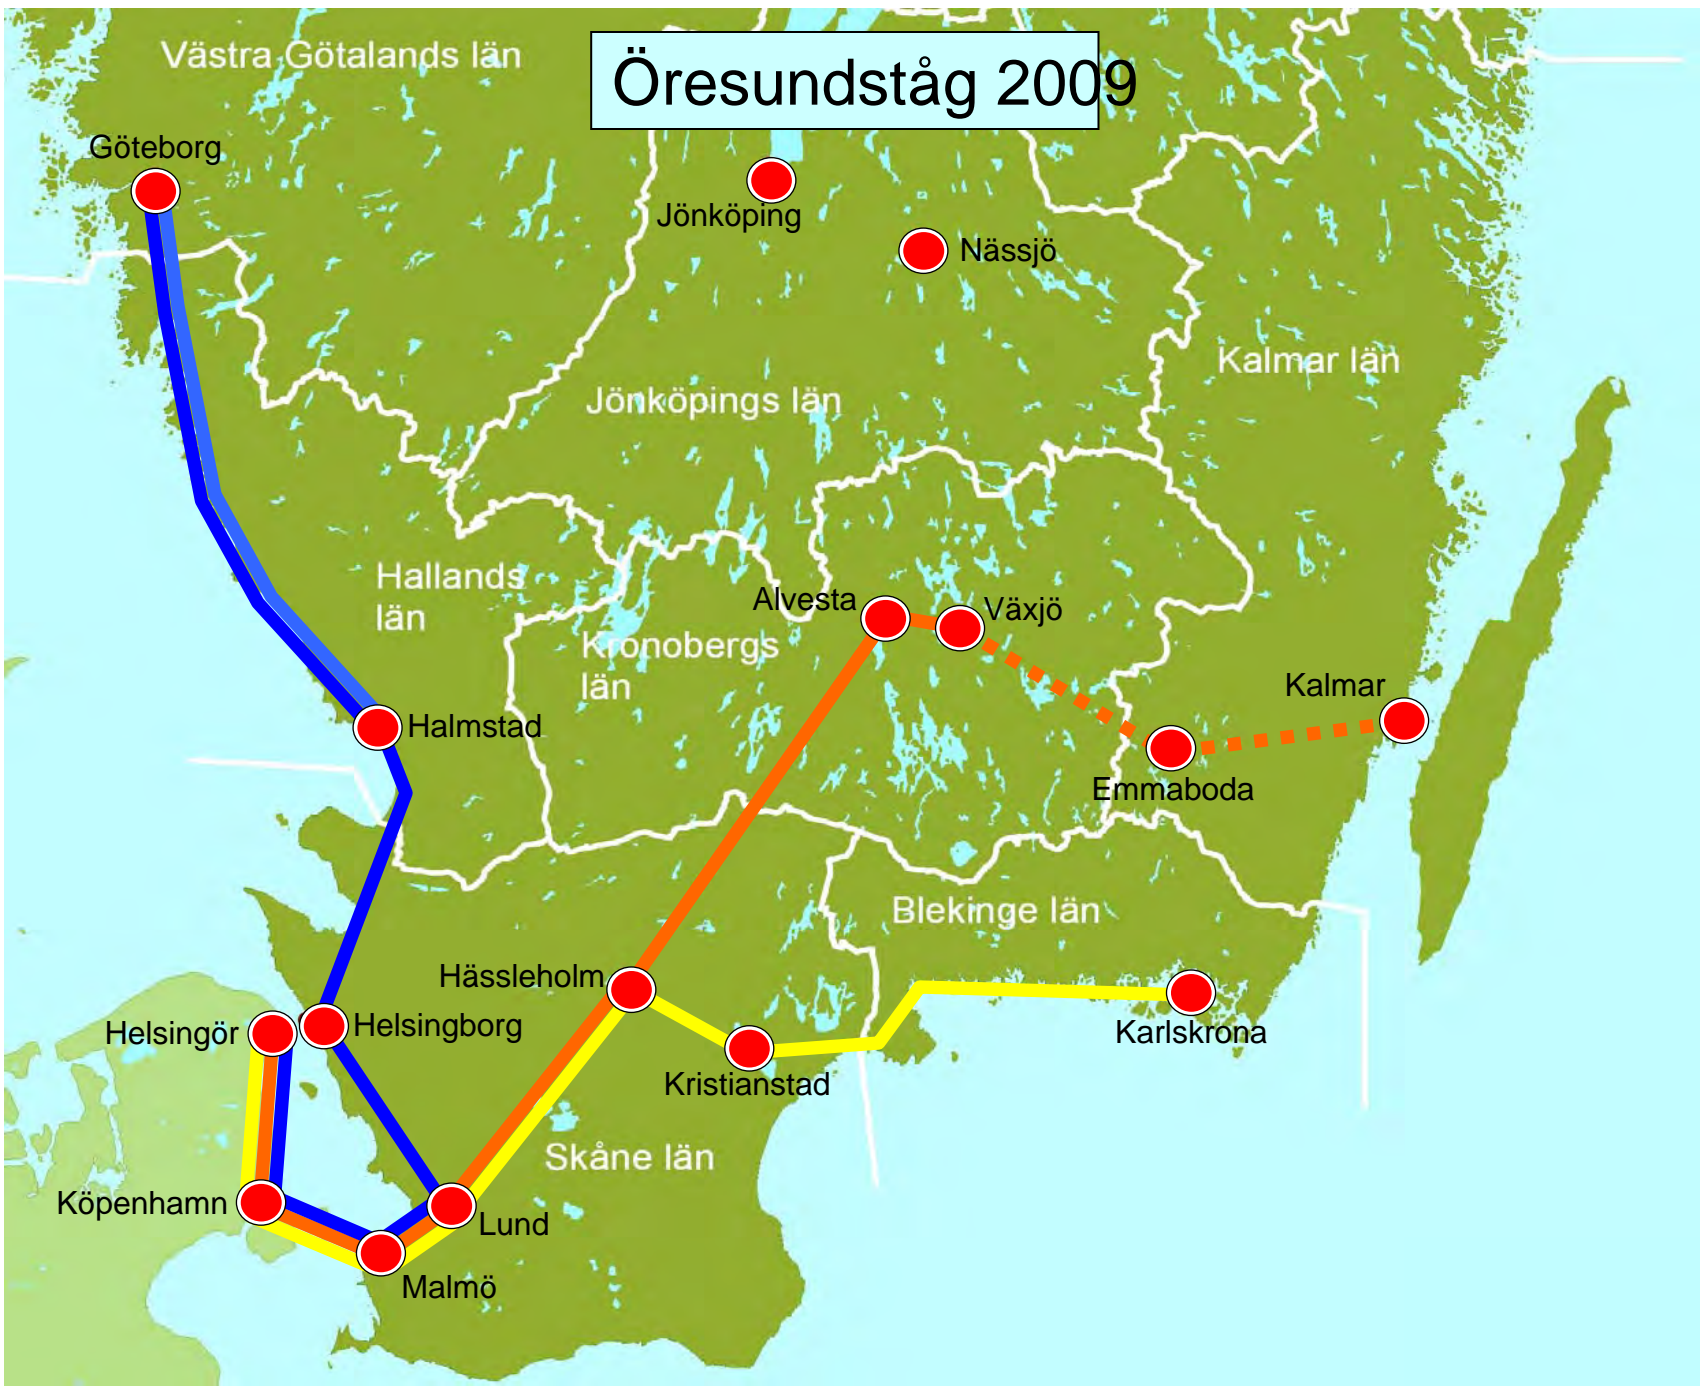 Västra Götalands län
Öresundståg 2009
Göteborg
Jönköping
Nässjö
Kalmar län
Jönköpings län
Hallands
län
Alvesta
Växjö
Kronobergs
län
Kalmar
Halmstad
Emmaboda
Blekinge län
Hässleholm
Helsingör
Helsingborg
Karlskrona
Kristianstad
Skåne län
Köpenhamn
Lund
Malmö